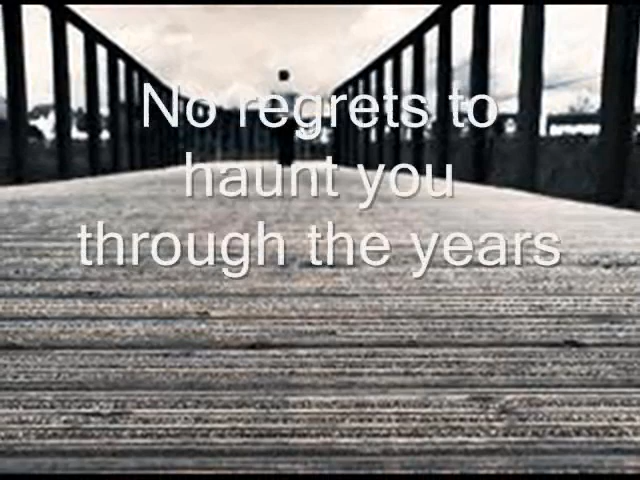 No regrets to
haunt you
through the years